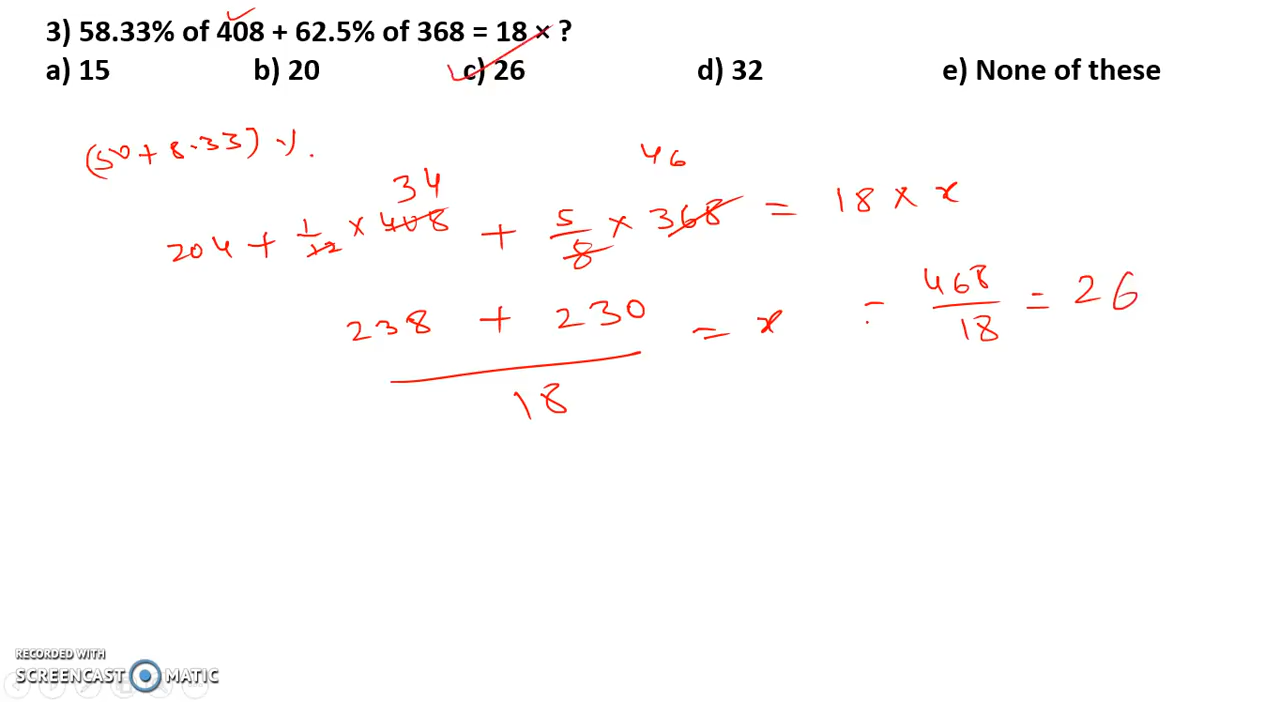 3) 58.33% of 408 + 62.5% of 368 = 18 × ?
a) 15 b) 20 c) 26 d) 32 e) None of these
(50 + 8.33) %.
34 46
204 + 1/12 × 408 + 5/8 × 368 = 18 × x
238 + 230 / 18 = x = 468/18 = 26
RECORDED WITH
SCREENCAST MATIC